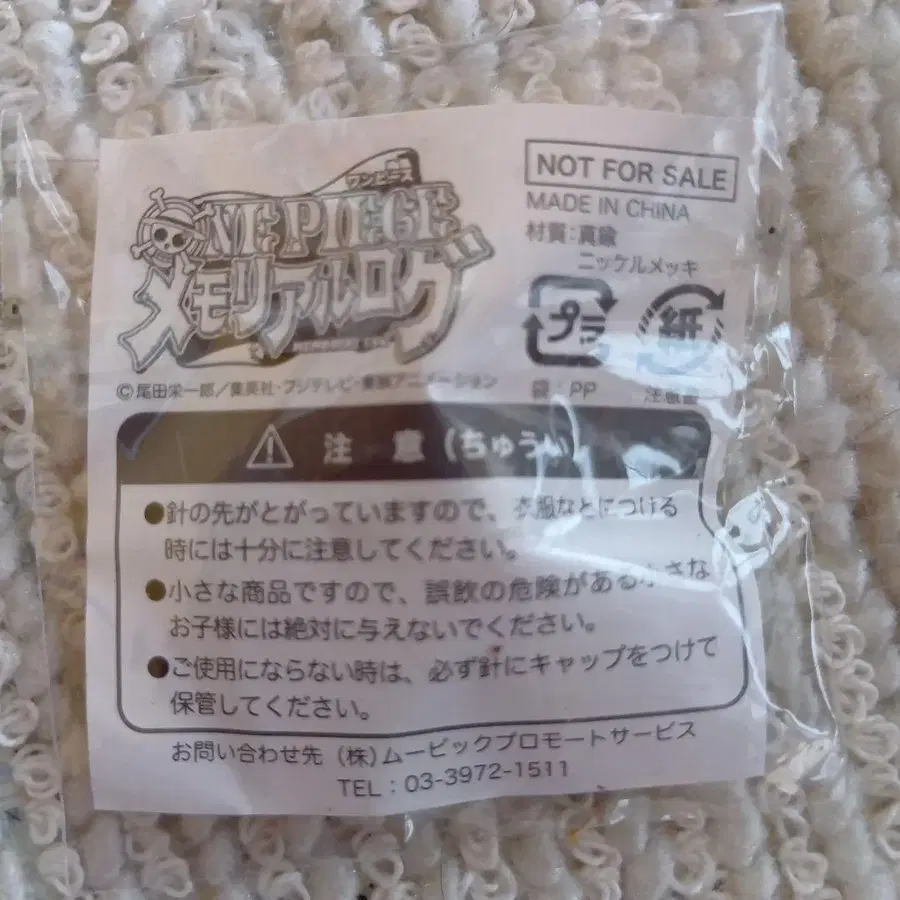 ワンピース
ONE PIECE
メモリアルログ
NOT FOR SALE
MADE IN CHINA
材質:真鍮
ニッケルメッキ
プラ
紙
袋:PP
注意書
©尾田栄一郎/集英社・フジテレビ・東映アニメーション
注 意 (ちゅうい)
●針の先がとがっていますので、衣服などにつける
時には十分に注意してください。
●小さな商品ですので、誤飲の危険がある小さな
お子様には絶対に与えないでください。
●ご使用にならない時は、必ず針にキャップをつけて
保管してください。
お問い合わせ先 (株)ムービックプロモートサービス
TEL:03-3972-1511